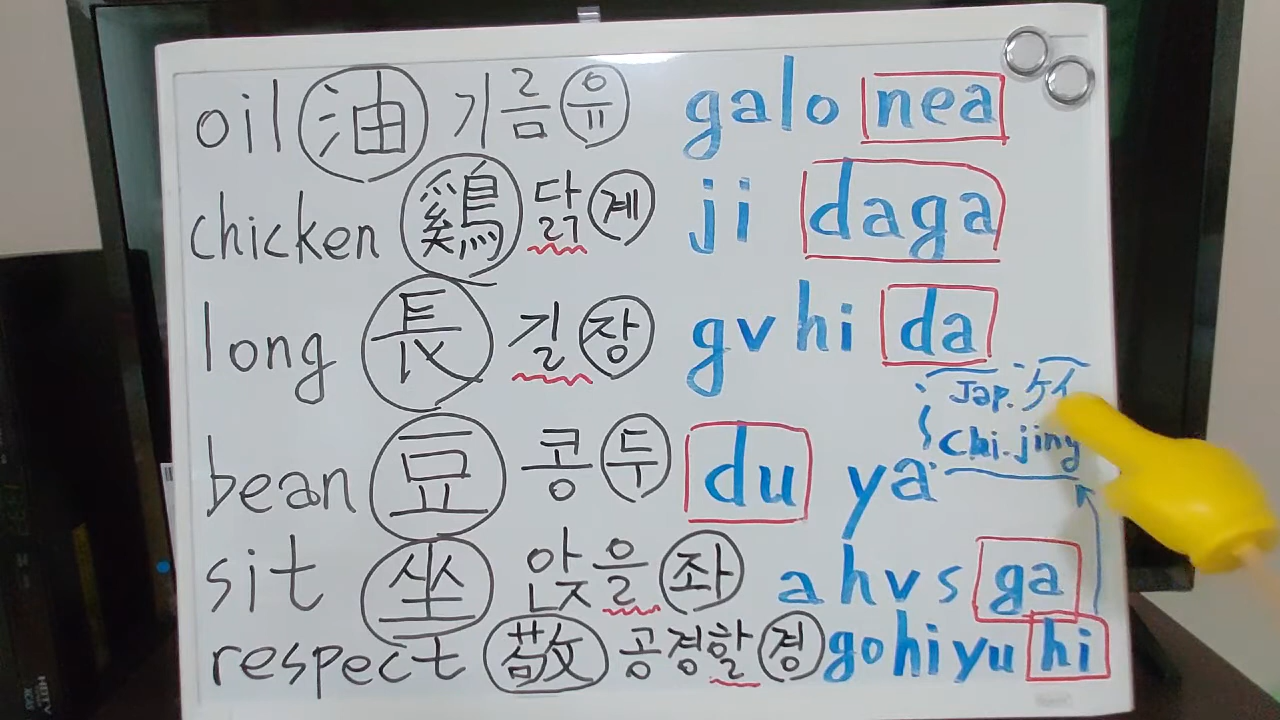 oil 油 기름 유 galo nea
chicken 鷄 닭 계 ji daga
long 長 길 장 gvhi da
Jap. ケイ
Chi. jing
bean 豆 콩 두 du ya
sit 坐 앉을 좌 ahvs ga
respect 敬 공경할 경 gohiyu hi
HDTV